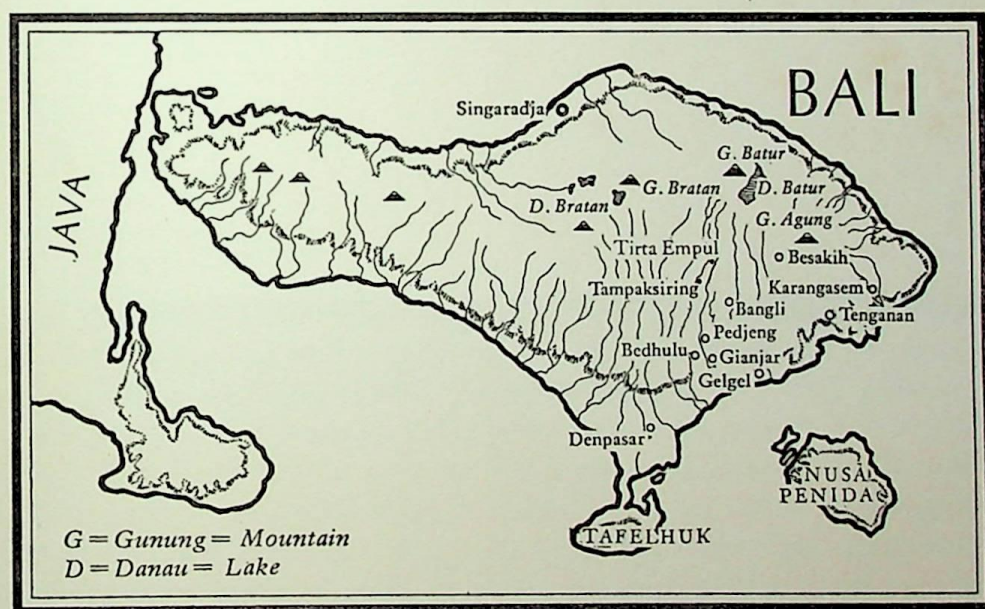 BALI
Singaradja
G. Batur
G. Bratan
D. Batur
D. Bratan
JAVA
G. Agung
Tirta Empul
Besakih
Tampaksiring
Karangasem
Bangli
Tenganan
Pedjeng
Bedhulu
Gianjar
Gelgel
Denpasar
NUSA
PENIDA
TAFELHUK
G = Gunung = Mountain
D = Danau = Lake